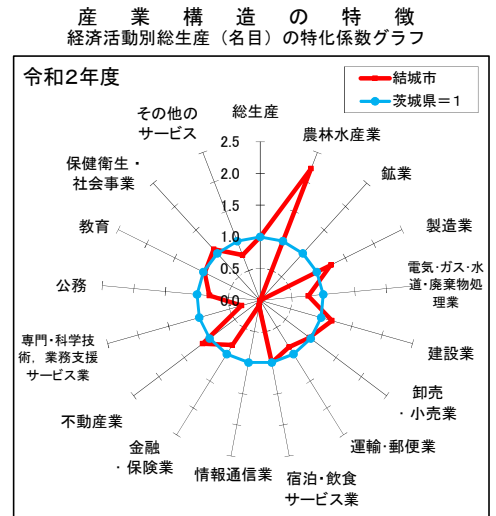 産業構造の特徴
経済活動別総生産（名目）の特化係数グラフ
令和2年度
結城市
茨城県＝1
総生産
農林水産業
鉱業
製造業
電気･ガス･水
道･廃棄物処
理業
建設業
卸売
・小売業
運輸・郵便業
宿泊・飲食
サービス業
情報通信業
金融
・保険業
不動産業
専門・科学技
術，業務支援
サービス業
公務
教育
保健衛生・
社会事業
その他の
サービス
2.5
2.0
1.5
1.0
0.5
0.0